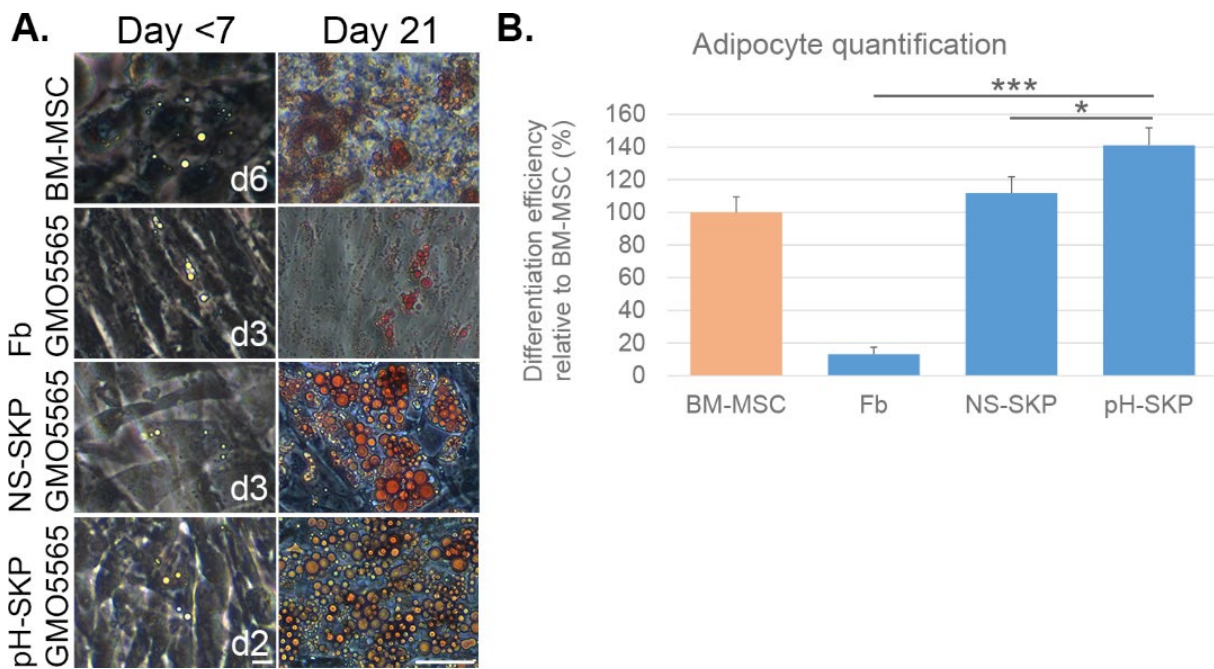 A.
Day <7
Day 21
BM-MSC
d6
Fb
GMO5565
d3
NS-SKP
GMO5565
d3
pH-SKP
GMO5565
d2
B.
Adipocyte quantification
Differentiation efficiency
relative to BM-MSC (%)
***
*
160
140
120
100
80
60
40
20
0
BM-MSC
Fb
NS-SKP
pH-SKP